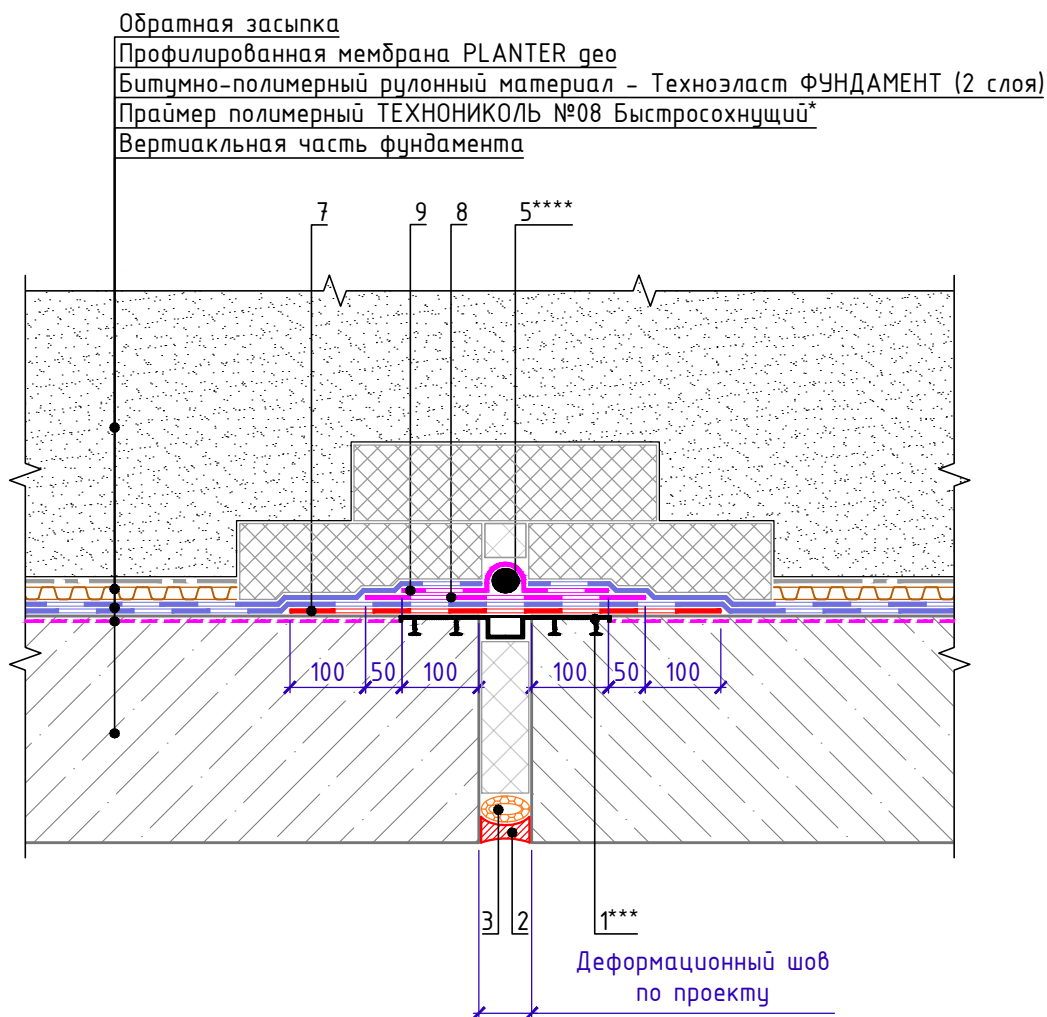 Обратная засыпка
Профилированная мембрана PLANTER geo
Битумно-полимерный рулонный материал - Техноэласт ФУНДАМЕНТ (2 слоя)
Праймер полимерный ТЕХНОНИКОЛЬ №08 Быстросохнущий*
Вертиакльная часть фундамента
7 9 8 5****
100 50 100 100 50 100
3 2 1***
Деформационный шов
по проекту